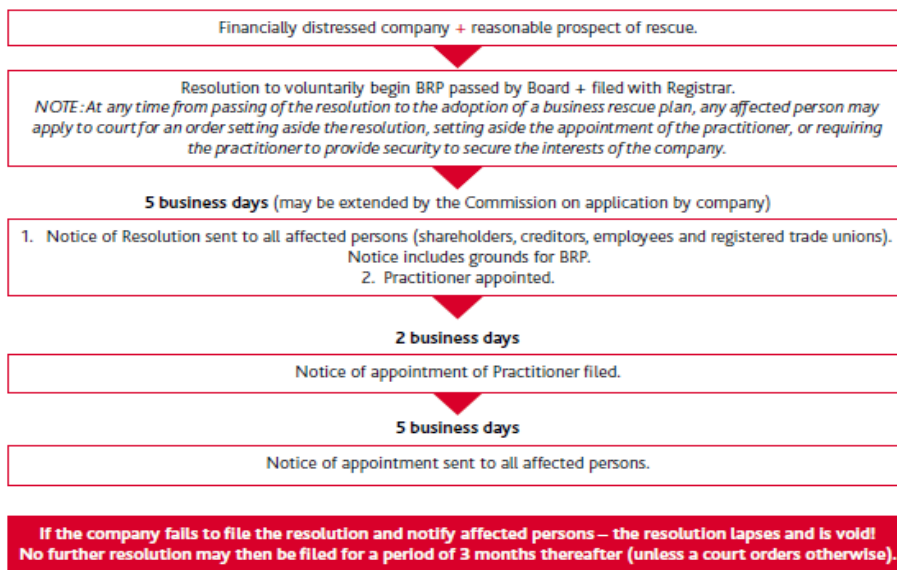 Financially distressed company + reasonable prospect of rescue.
Resolution to voluntarily begin BRP passed by Board + filed with Registrar.
NOTE: At any time from passing of the resolution to the adoption of a business rescue plan, any affected person may
apply to court for an order setting aside the resolution, setting aside the appointment of the practitioner, or requiring
the practitioner to provide security to secure the interests of the company.
5 business days (may be extended by the Commission on application by company)
1. Notice of Resolution sent to all affected persons (shareholders, creditors, employees and registered trade unions).
Notice includes grounds for BRP.
2. Practitioner appointed.
2 business days
Notice of appointment of Practitioner filed.
5 business days
Notice of appointment sent to all affected persons.
If the company fails to file the resolution and notify affected persons – the resolution lapses and is void!
No further resolution may then be filed for a period of 3 months thereafter (unless a court orders otherwise).